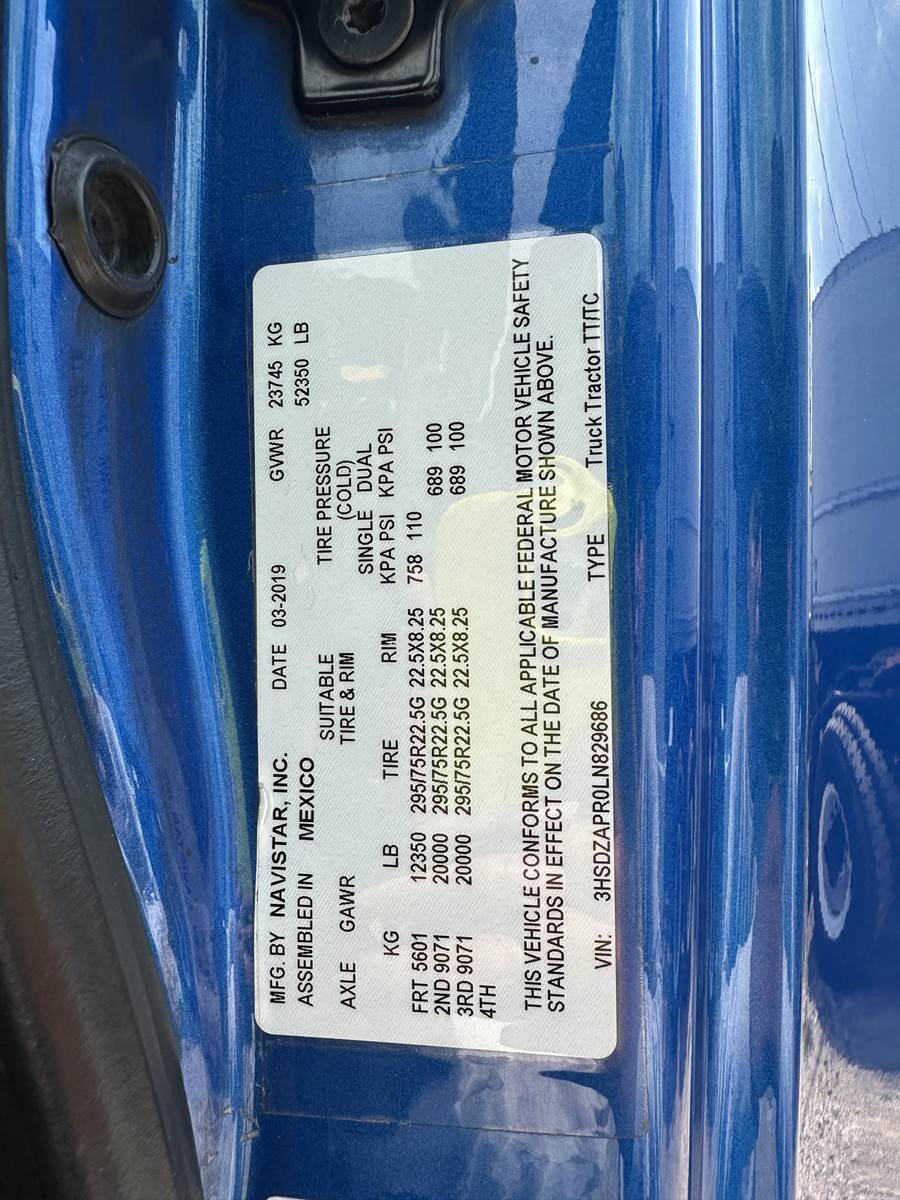 MFG. BY NAVISTAR, INC. DATE 03-2019 GVWR 23745 KG
ASSEMBLED IN MEXICO 52350 LB
SUITABLE TIRE PRESSURE
AXLE GAWR TIRE & RIM (COLD)
SINGLE DUAL
KG LB TIRE RIM KPA PSI KPA PSI
FRT 5601 12350 295/75R22.5G 22.5X8.25 758 110
2ND 9071 20000 295/75R22.5G 22.5X8.25 689 100
3RD 9071 20000 295/75R22.5G 22.5X8.25 689 100
4TH
THIS VEHICLE CONFORMS TO ALL APPLICABLE FEDERAL MOTOR VEHICLE SAFETY
STANDARDS IN EFFECT ON THE DATE OF MANUFACTURE SHOWN ABOVE.
VIN: 3HSDZAPR0LN829686 TYPE Truck Tractor TT/TC